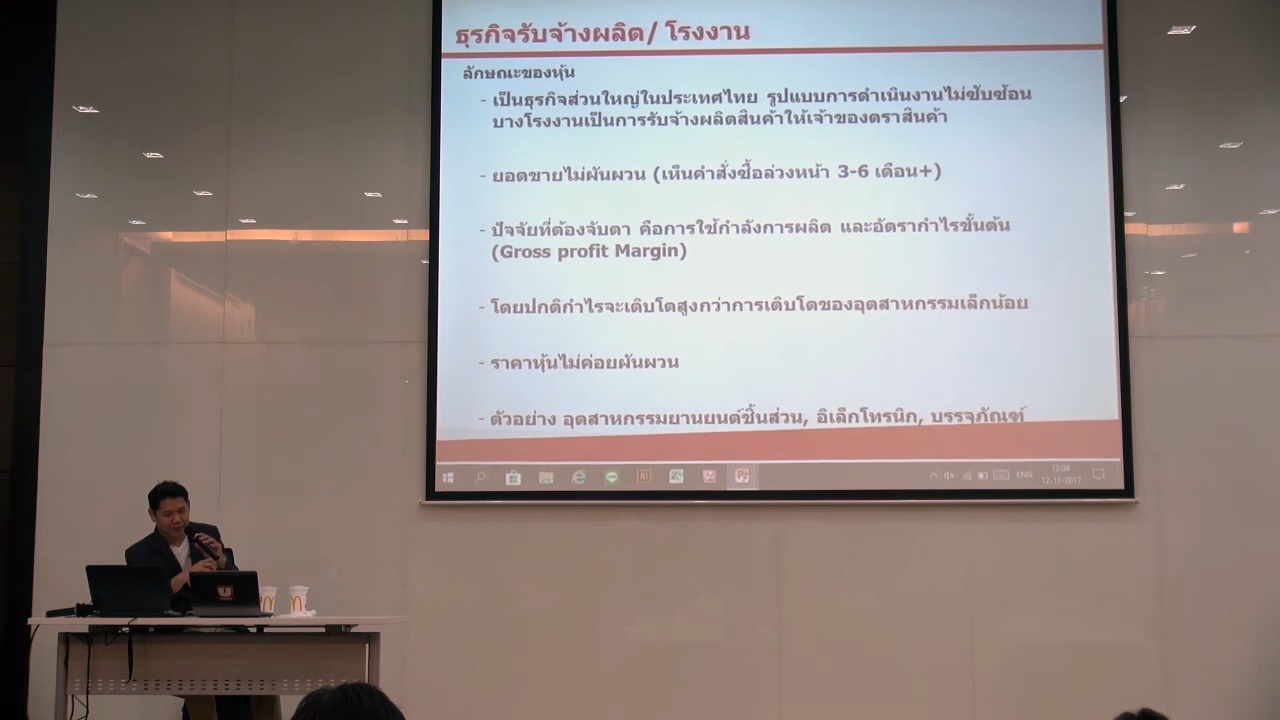 ธุรกิจรับจ้างผลิต/ โรงงาน
ลักษณะของหุ้น
- เป็นธุรกิจส่วนใหญ่ในประเทศไทย รูปแบบการดำเนินงานไม่ซับซ้อน
บางโรงงานเป็นการรับจ้างผลิตสินค้าให้เจ้าของตราสินค้า
- ยอดขายไม่ผันผวน (เห็นคำสั่งซื้อล่วงหน้า 3-6 เดือน+)
- ปัจจัยที่ต้องจับตา คือการใช้กำลังการผลิต และอัตรากำไรขั้นต้น
(Gross profit Margin)
- โดยปกติกำไรจะเติบโตสูงกว่าการเติบโตของอุตสาหกรรมเล็กน้อย
- ราคาหุ้นไม่ค่อยผันผวน
- ตัวอย่าง อุตสาหกรรมยานยนต์ชิ้นส่วน, อิเล็กโทรนิก, บรรจุภัณฑ์
ENG
12:04
12-11-2017